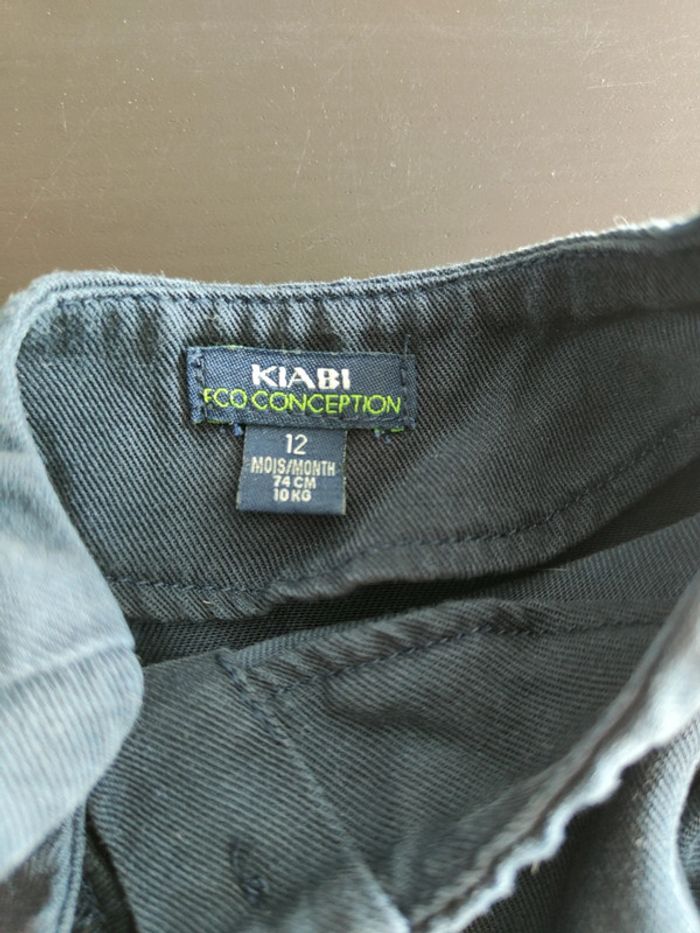 KIABI
ECO CONCEPTION
12
MOIS/MONTH
74 CM
10 KG